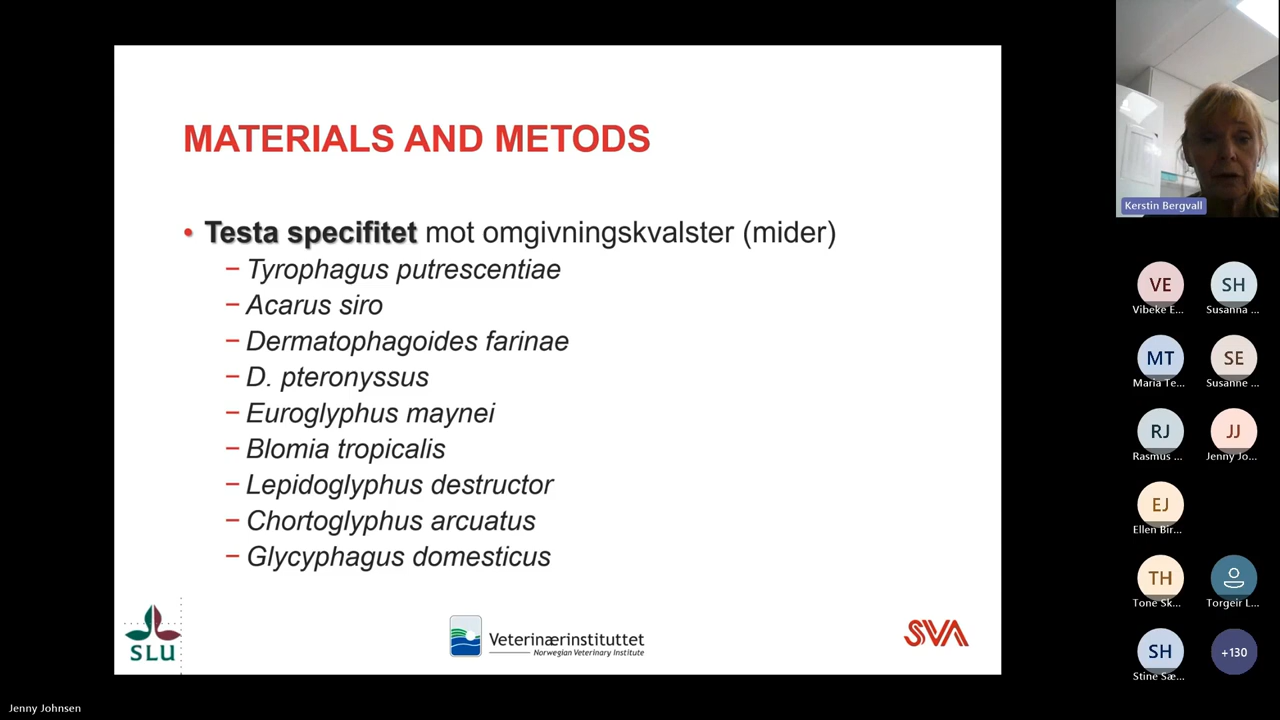 MATERIALS AND METODS
• Testa specifitet mot omgivningskvalster (mider)
– Tyrophagus putrescentiae
– Acarus siro
– Dermatophagoides farinae
– D. pteronyssus
– Euroglyphus maynei
– Blomia tropicalis
– Lepidoglyphus destructor
– Chortoglyphus arcuatus
– Glycyphagus domesticus
SLU
Veterinærinstituttet
Norwegian Veterinary Institute
SVA
Kerstin Bergvall
VE SH
Vibeke E... Susanna ...
MT SE
Maria Te... Susanne ...
RJ JJ
Rasmus ... Jenny Jo...
EJ
Ellen Bir...
TH
Tone Sk... Torgeir L...
SH +130
Stine Sæ...
Jenny Johnsen